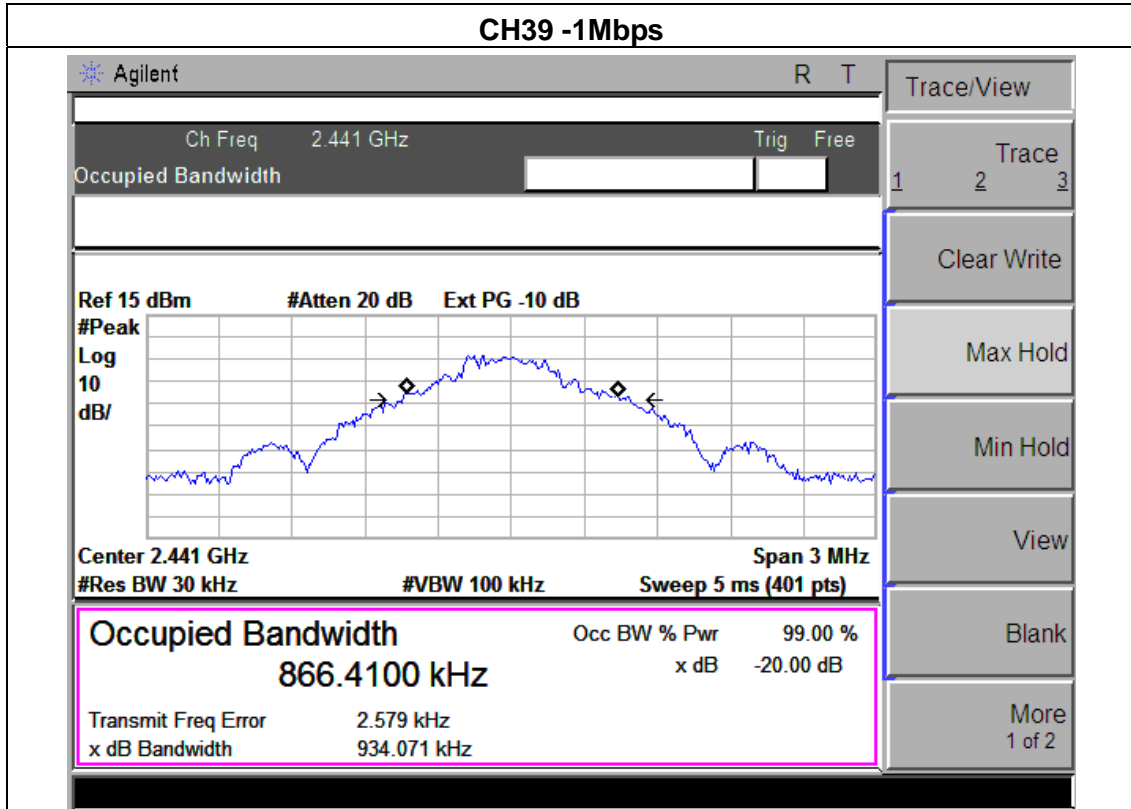 CH39 -1Mbps
Agilent R T
Trace/View
Ch Freq 2.441 GHz Trig Free
Occupied Bandwidth
Trace
1 2 3
Clear Write
Max Hold
Min Hold
View
Blank
More
1 of 2
Ref 15 dBm #Atten 20 dB Ext PG -10 dB
#Peak
Log
10
dB/
Center 2.441 GHz Span 3 MHz
#Res BW 30 kHz #VBW 100 kHz Sweep 5 ms (401 pts)
Occupied Bandwidth Occ BW % Pwr 99.00 %
866.4100 kHz x dB -20.00 dB
Transmit Freq Error 2.579 kHz
x dB Bandwidth 934.071 kHz